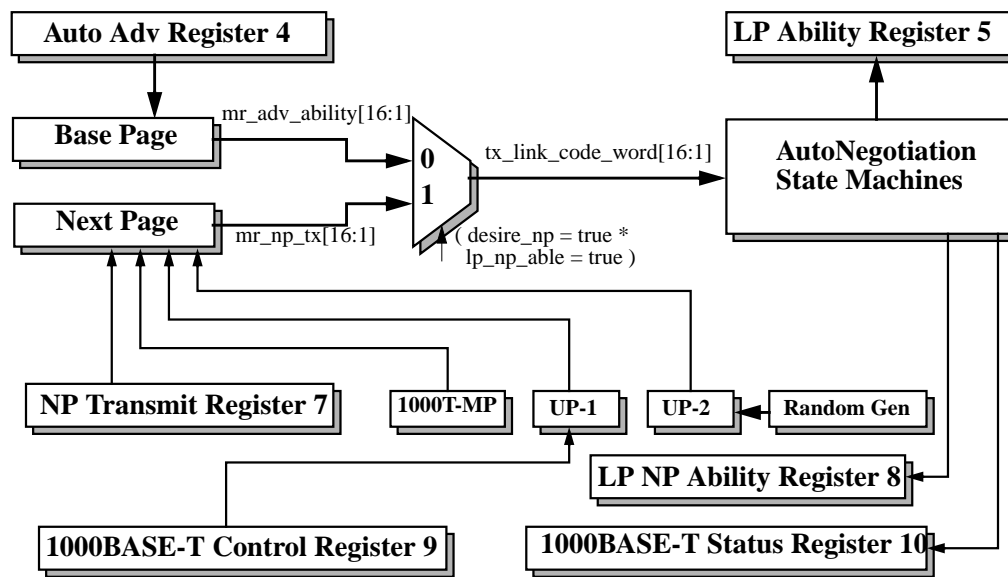 Auto Adv Register 4
LP Ability Register 5
mr_adv_ability[16:1]
Base Page
0
1
tx_link_code_word[16:1]
AutoNegotiation
State Machines
Next Page
mr_np_tx[16:1]
( desire_np = true *
lp_np_able = true )
NP Transmit Register 7
1000T-MP
UP-1
UP-2
Random Gen
LP NP Ability Register 8
1000BASE-T Control Register 9
1000BASE-T Status Register 10